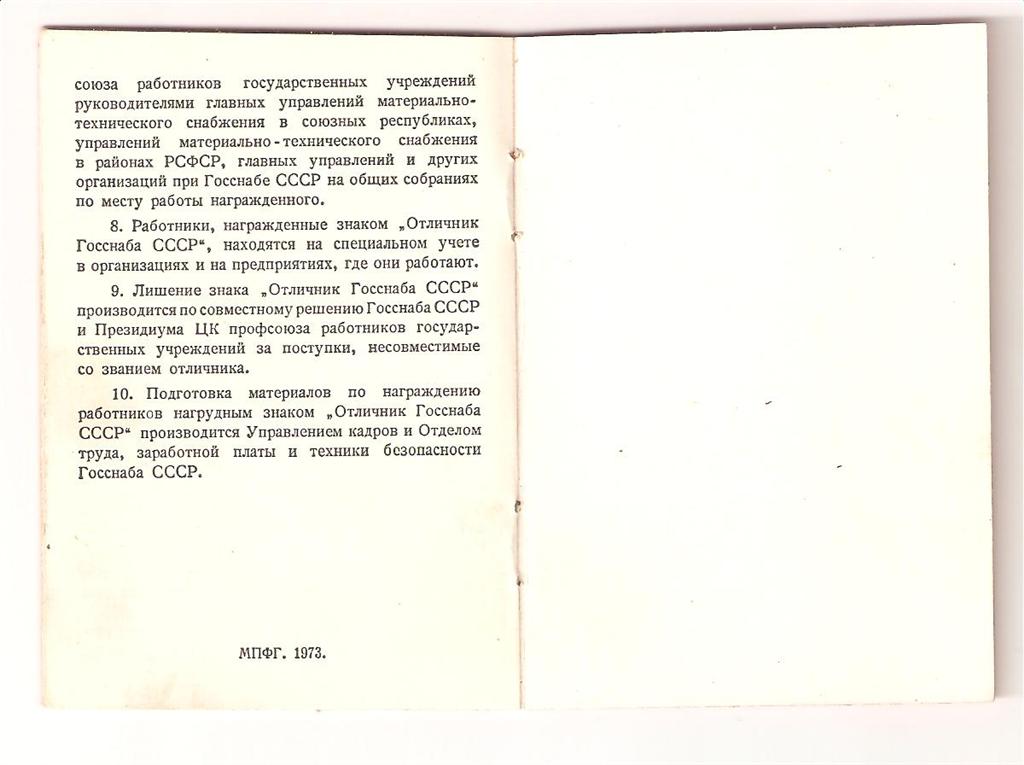 союза работников государственных учреждений
руководителями главных управлений материально-
технического снабжения в союзных республиках,
управлений материально-технического снабжения
в районах РСФСР, главных управлений и других
организаций при Госснабе СССР на общих собраниях
по месту работы награжденного.
8. Работники, награжденные знаком „Отличник
Госснаба СССР“, находятся на специальном учете
в организациях и на предприятиях, где они работают.
9. Лишение знака „Отличник Госснаба СССР“
производится по совместному решению Госснаба СССР
и Президиума ЦК профсоюза работников государ-
ственных учреждений за поступки, несовместимые
со званием отличника.
10. Подготовка материалов по награждению
работников нагрудным знаком „Отличник Госснаба
СССР“ производится Управлением кадров и Отделом
труда, заработной платы и техники безопасности
Госснаба СССР.
МПФГ. 1973.